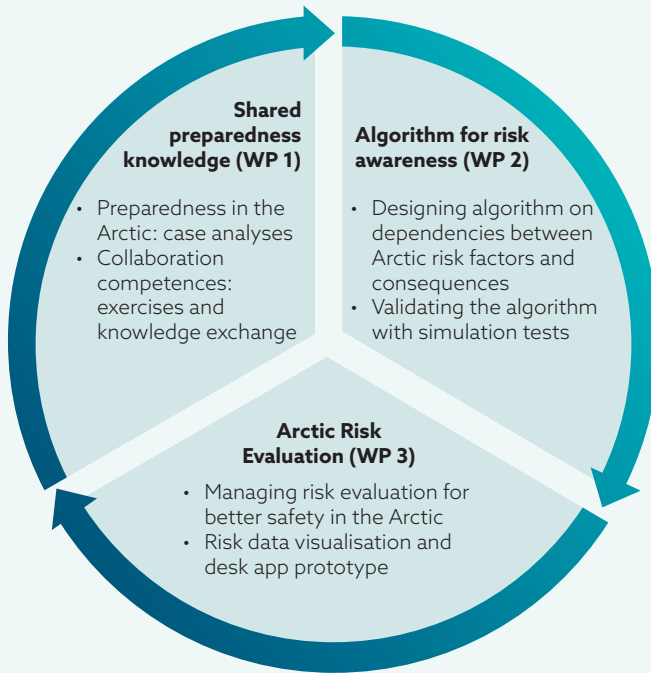 Shared
preparedness
knowledge (WP 1)
• Preparedness in the
Arctic: case analyses
• Collaboration
competences:
exercises and
knowledge exchange
Algorithm for risk
awareness (WP 2)
• Designing algorithm on
dependencies between
Arctic risk factors and
consequences
• Validating the algorithm
with simulation tests
Arctic Risk
Evaluation (WP 3)
• Managing risk evaluation for
better safety in the Arctic
• Risk data visualisation and
desk app prototype